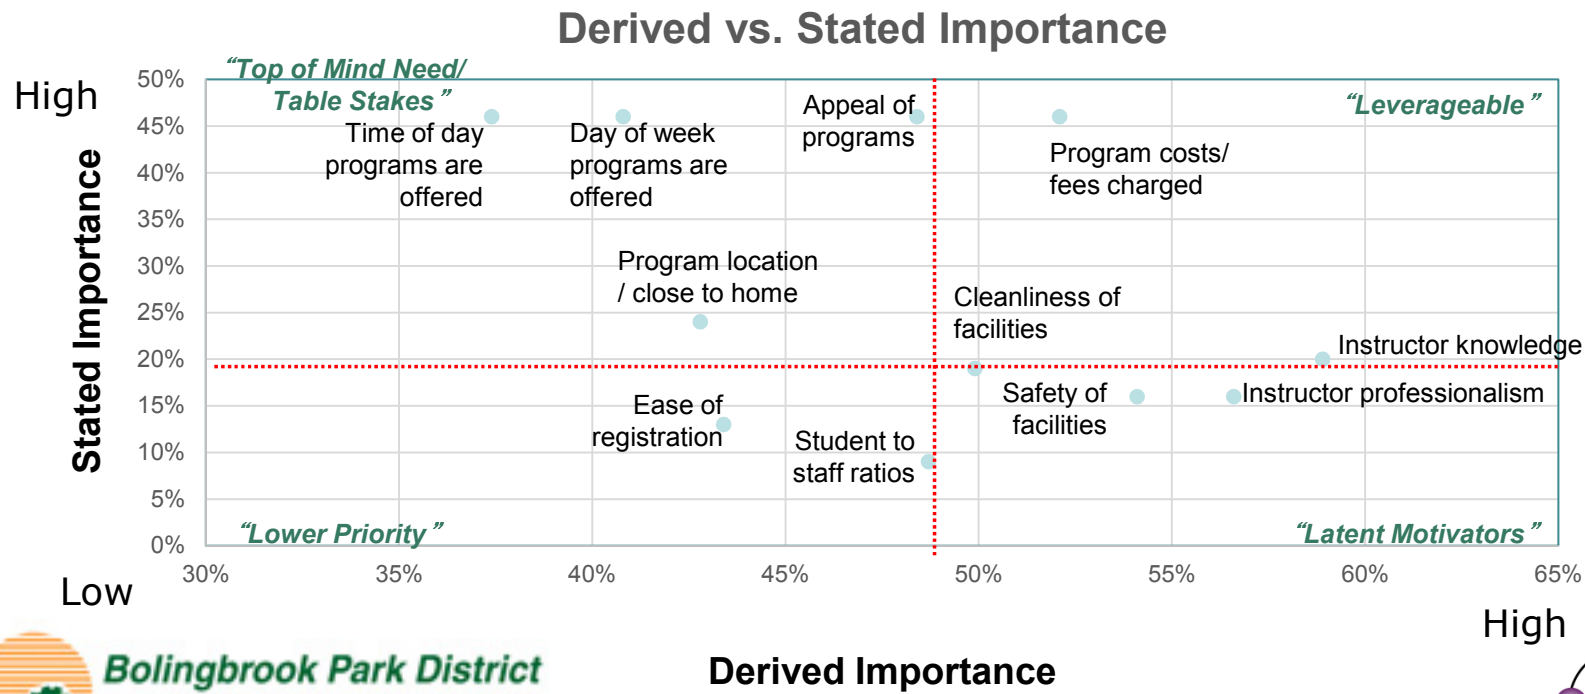 Derived vs. Stated Importance
“Top of Mind Need/
Table Stakes”
“Leverageable”
High
Stated Importance
50%
45%
40%
35%
30%
25%
20%
15%
10%
5%
0%
Time of day
programs are
offered
Day of week
programs are
offered
Appeal of
programs
Program costs/
fees charged
Program location
/ close to home
Cleanliness of
facilities
Instructor knowledge
Safety of
facilities
Instructor professionalism
Ease of
registration
Student to
staff ratios
“Lower Priority”
“Latent Motivators”
Low
30%
35%
40%
45%
50%
55%
60%
65%
High
Bolingbrook Park District
Derived Importance